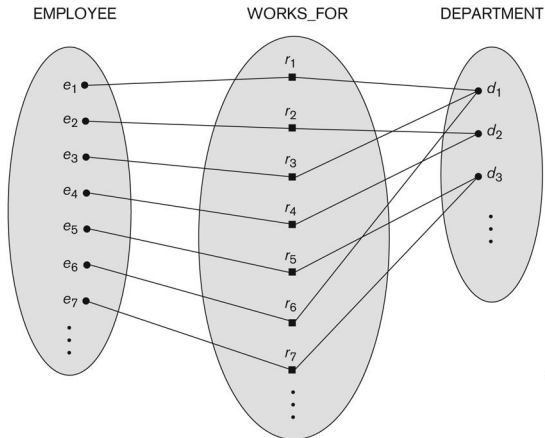 EMPLOYEE WORKS_FOR DEPARTMENT
e1
e2
e3
e4
e5
e6
e7
r1
r2
r3
r4
r5
r6
r7
d1
d2
d3